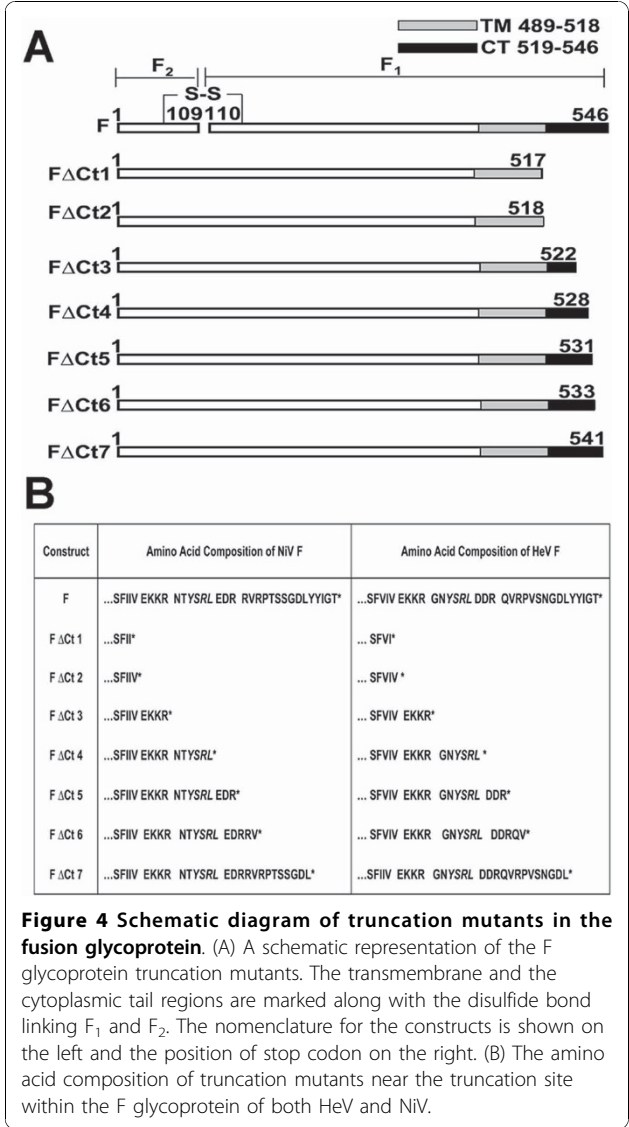 A
TM 489-518
CT 519-546
F2 F1
S-S
1 109 110 546
F
FΔCt1 1 517
FΔCt2 1 518
FΔCt3 1 522
FΔCt4 1 528
FΔCt5 1 531
FΔCt6 1 533
FΔCt7 1 541
B
Construct Amino Acid Composition of NiV F Amino Acid Composition of HeV F
F ...SFIIV EKKR NTYSRL EDR RVRPTSSGDLYYIGT* ...SFVIV EKKR GNYSRL DDR QVRPVSNGDLYYIGT*
F ΔCt 1 ...SFII* ... SFVI*
F ΔCt 2 ...SFIIV* ... SFVIV *
F ΔCt 3 ...SFIIV EKKR* ... SFVIV EKKR*
F ΔCt 4 ...SFIIV EKKR NTYSRL* ... SFVIV EKKR GNYSRL *
F ΔCt 5 ...SFIIV EKKR NTYSRL EDR* ... SFVIV EKKR GNYSRL DDR*
F ΔCt 6 ...SFIIV EKKR NTYSRL EDRRV* ... SFVIV EKKR GNYSRL DDRQV*
F ΔCt 7 ...SFIIV EKKR NTYSRL EDRRVRPTSSGDL* ...SFIIV EKKR GNYSRL DDRQVRPVSNGDL*
Figure 4 Schematic diagram of truncation mutants in the
fusion glycoprotein. (A) A schematic representation of the F
glycoprotein truncation mutants. The transmembrane and the
cytoplasmic tail regions are marked along with the disulfide bond
linking F1 and F2. The nomenclature for the constructs is shown on
the left and the position of stop codon on the right. (B) The amino
acid composition of truncation mutants near the truncation site
within the F glycoprotein of both HeV and NiV.